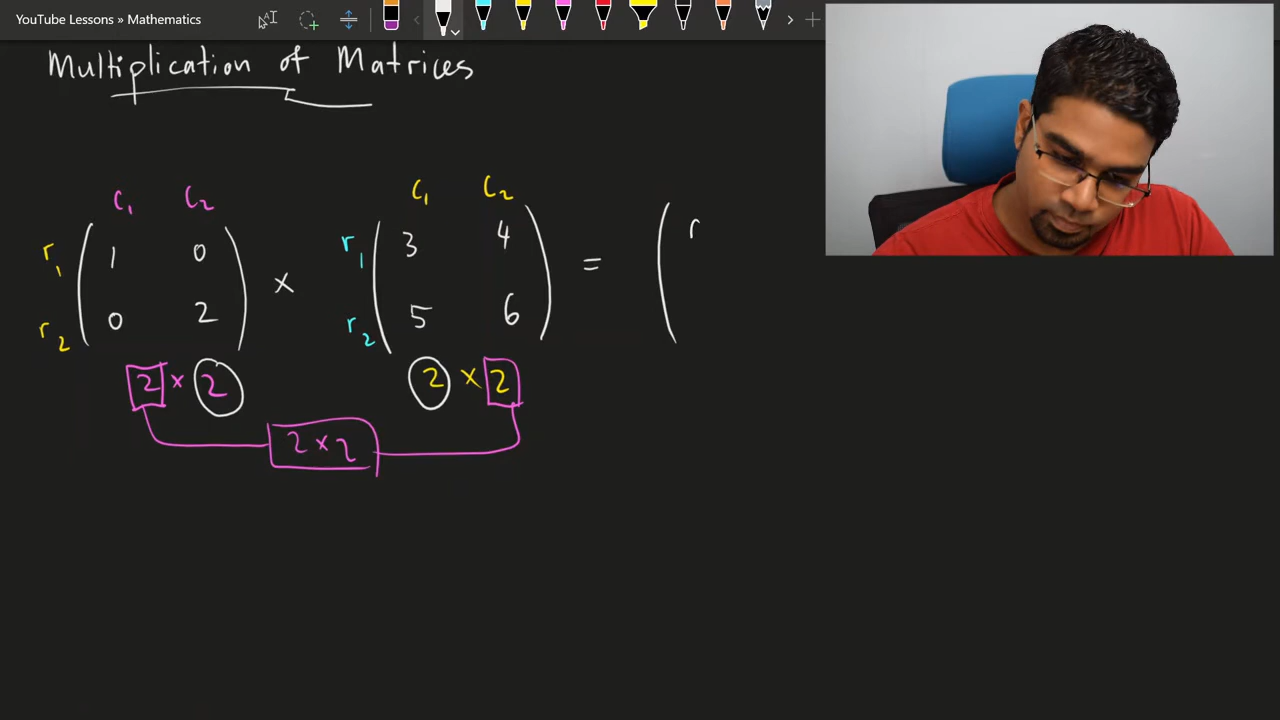 YouTube Lessons » Mathematics
Multiplication of Matrices
C1 C2 C1 C2
r1 1 0 r1 3 4 r
× =
r2 0 2 r2 5 6
2 × 2 2 × 2
2 × 2